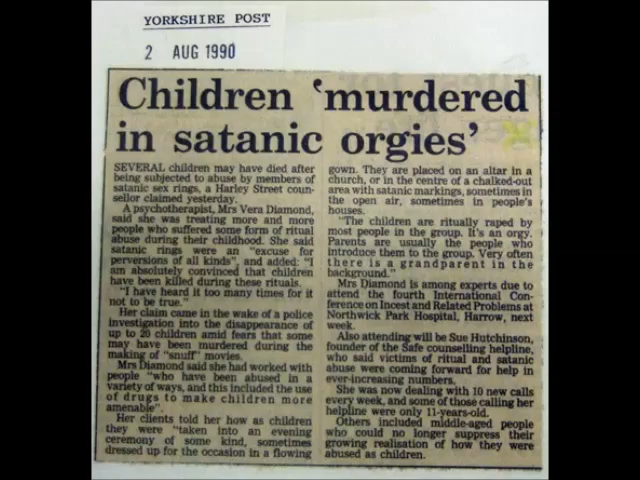 YORKSHIRE POST
2 AUG 1990
Children 'murdered
in satanic orgies'
SEVERAL children may have died after
being subjected to abuse by members of
satanic sex rings, a Harley Street coun-
sellor claimed yesterday.
A psychotherapist, Mrs Vera Diamond,
said she was treating more and more
people who suffered some form of ritual
abuse during their childhood. She said
satanic rings were an "excuse for
perversions of all kinds", and added: "I
am absolutely convinced that children
have been killed during these rituals.
"I have heard it too many times for it
not to be true."
Her claim came in the wake of a police
investigation into the disappearance of
up to 20 children amid fears that some
may have been murdered during the
making of "snuff" movies.
Mrs Diamond said she had worked with
people "who have been abused in a
variety of ways, and this included the use
of drugs to make children more
amenable".
Her clients told her how as children
they were "taken into an evening
ceremony of some kind, sometimes
dressed up for the occasion in a flowing
gown. They are placed on an altar in a
church, or in the centre of a chalked-out
area with satanic markings, sometimes in
the open air, sometimes in people's
houses.
"The children are ritually raped by
most people in the group. It's an orgy.
Parents are usually the people who
introduce them to the group. Very often
there is a grandparent in the
background."
Mrs Diamond is among experts due to
attend the fourth International Con-
ference on Incest and Related Problems at
Northwick Park Hospital, Harrow, next
week.
Also attending will be Sue Hutchinson,
founder of the Safe counselling helpline,
who said victims of ritual and satanic
abuse were coming forward for help in
ever-increasing numbers.
She was now dealing with 10 new calls
every week, and some of those calling her
helpline were only 11-years-old.
Others included middle-aged people
who could no longer suppress their
growing realisation of how they were
abused as children.